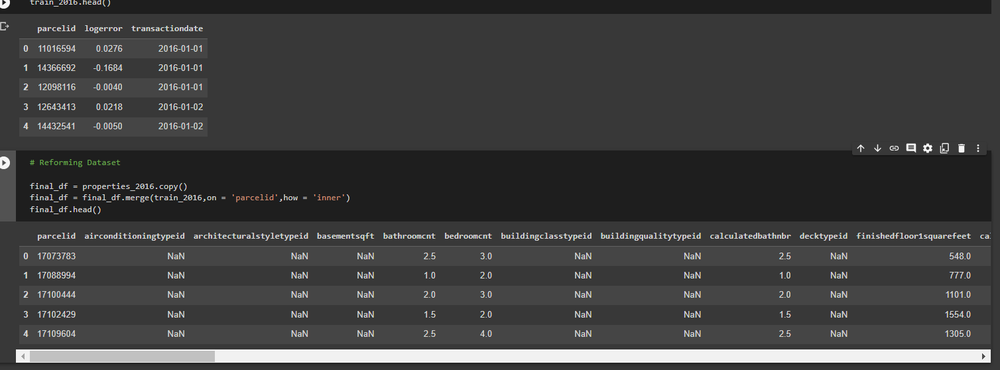 train_2016.head()
parcelid logerror transactiondate
0 11016594 0.0276 2016-01-01
1 14366692 -0.1684 2016-01-01
2 12098116 -0.0040 2016-01-01
3 12643413 0.0218 2016-01-02
4 14432541 -0.0050 2016-01-02
# Reforming Dataset
final_df = properties_2016.copy()
final_df = final_df.merge(train_2016,on = 'parcelid',how = 'inner')
final_df.head()
parcelid airconditioningtypeid architecturalstyletypeid basementsqft bathroomcnt bedroomcnt buildingclasstypeid buildingqualitytypeid calculatedbathnbr decktypeid finishedfloor1squarefeet
0 17073783 NaN NaN NaN 2.5 3.0 NaN NaN 2.5 NaN 548.0
1 17088994 NaN NaN NaN 1.0 2.0 NaN NaN 1.0 NaN 777.0
2 17100444 NaN NaN NaN 2.0 3.0 NaN NaN 2.0 NaN 1101.0
3 17102429 NaN NaN NaN 1.5 2.0 NaN NaN 1.5 NaN 1554.0
4 17109604 NaN NaN NaN 2.5 4.0 NaN NaN 2.5 NaN 1305.0